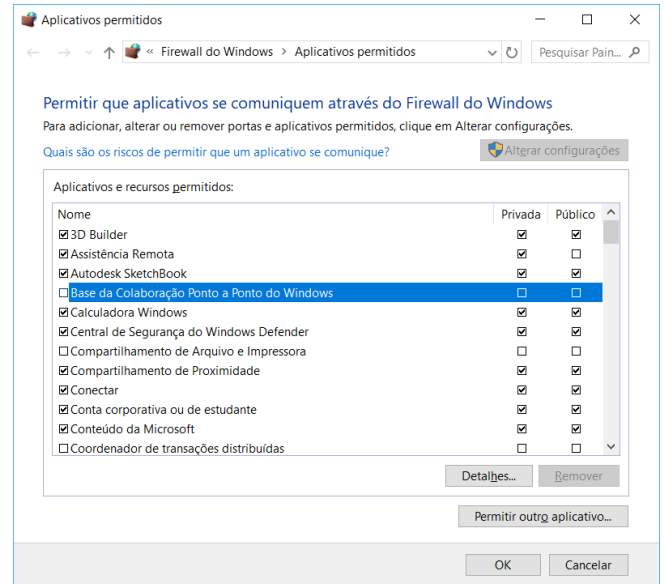 Aplicativos permitidos
« Firewall do Windows > Aplicativos permitidos
Pesquisar Pain...
Permitir que aplicativos se comuniquem através do Firewall do Windows
Para adicionar, alterar ou remover portas e aplicativos permitidos, clique em Alterar configurações.
Quais são os riscos de permitir que um aplicativo se comunique?
Alterar configurações
Aplicativos e recursos permitidos:
Nome Privada Público
3D Builder
Assistência Remota
Autodesk SketchBook
Base da Colaboração Ponto a Ponto do Windows
Calculadora Windows
Central de Segurança do Windows Defender
Compartilhamento de Arquivo e Impressora
Compartilhamento de Proximidade
Conectar
Conta corporativa ou de estudante
Conteúdo da Microsoft
Coordenador de transações distribuídas
Detalhes... Remover
Permitir outro aplicativo...
OK Cancelar